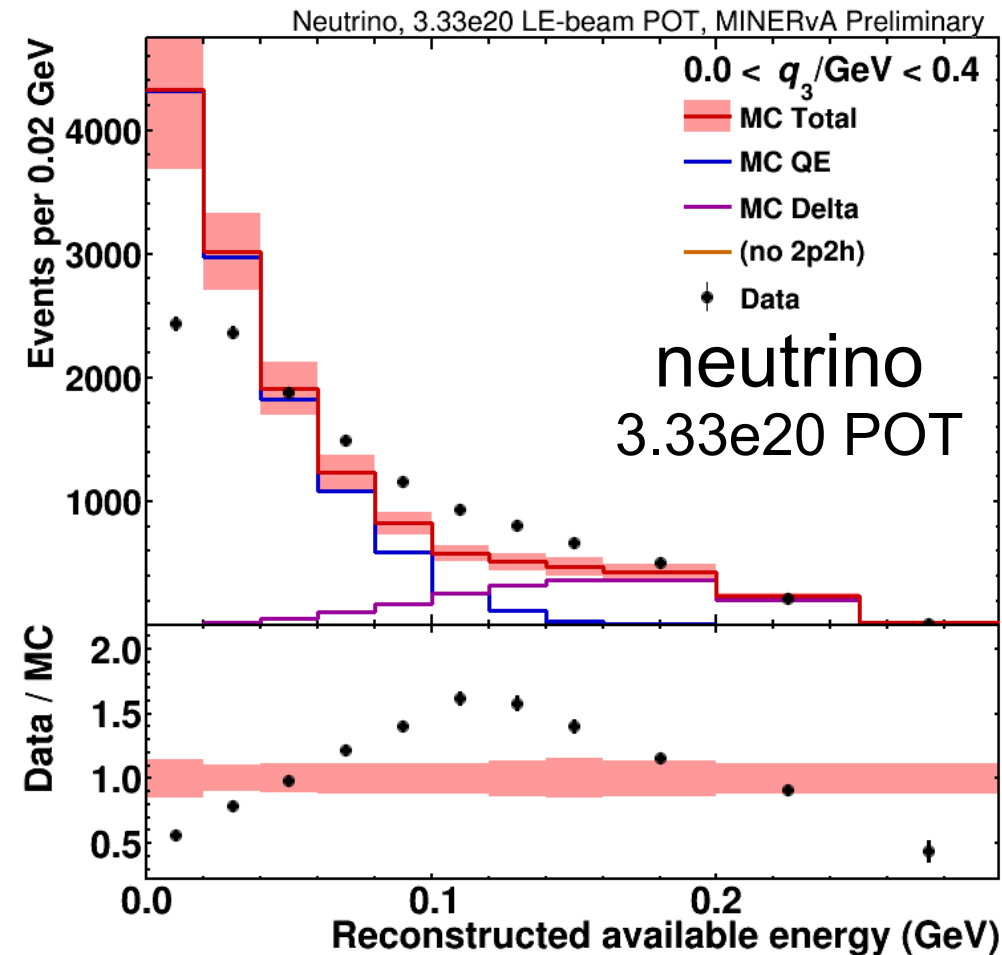 Neutrino, 3.33e20 LE-beam POT, MINERvA Preliminary
Events per 0.02 GeV
4000
3000
2000
1000
0.0 < q3/GeV < 0.4
MC Total
MC QE
MC Delta
(no 2p2h)
Data
neutrino
3.33e20 POT
Data / MC
2.0
1.5
1.0
0.5
0.0 0.1 0.2
Reconstructed available energy (GeV)